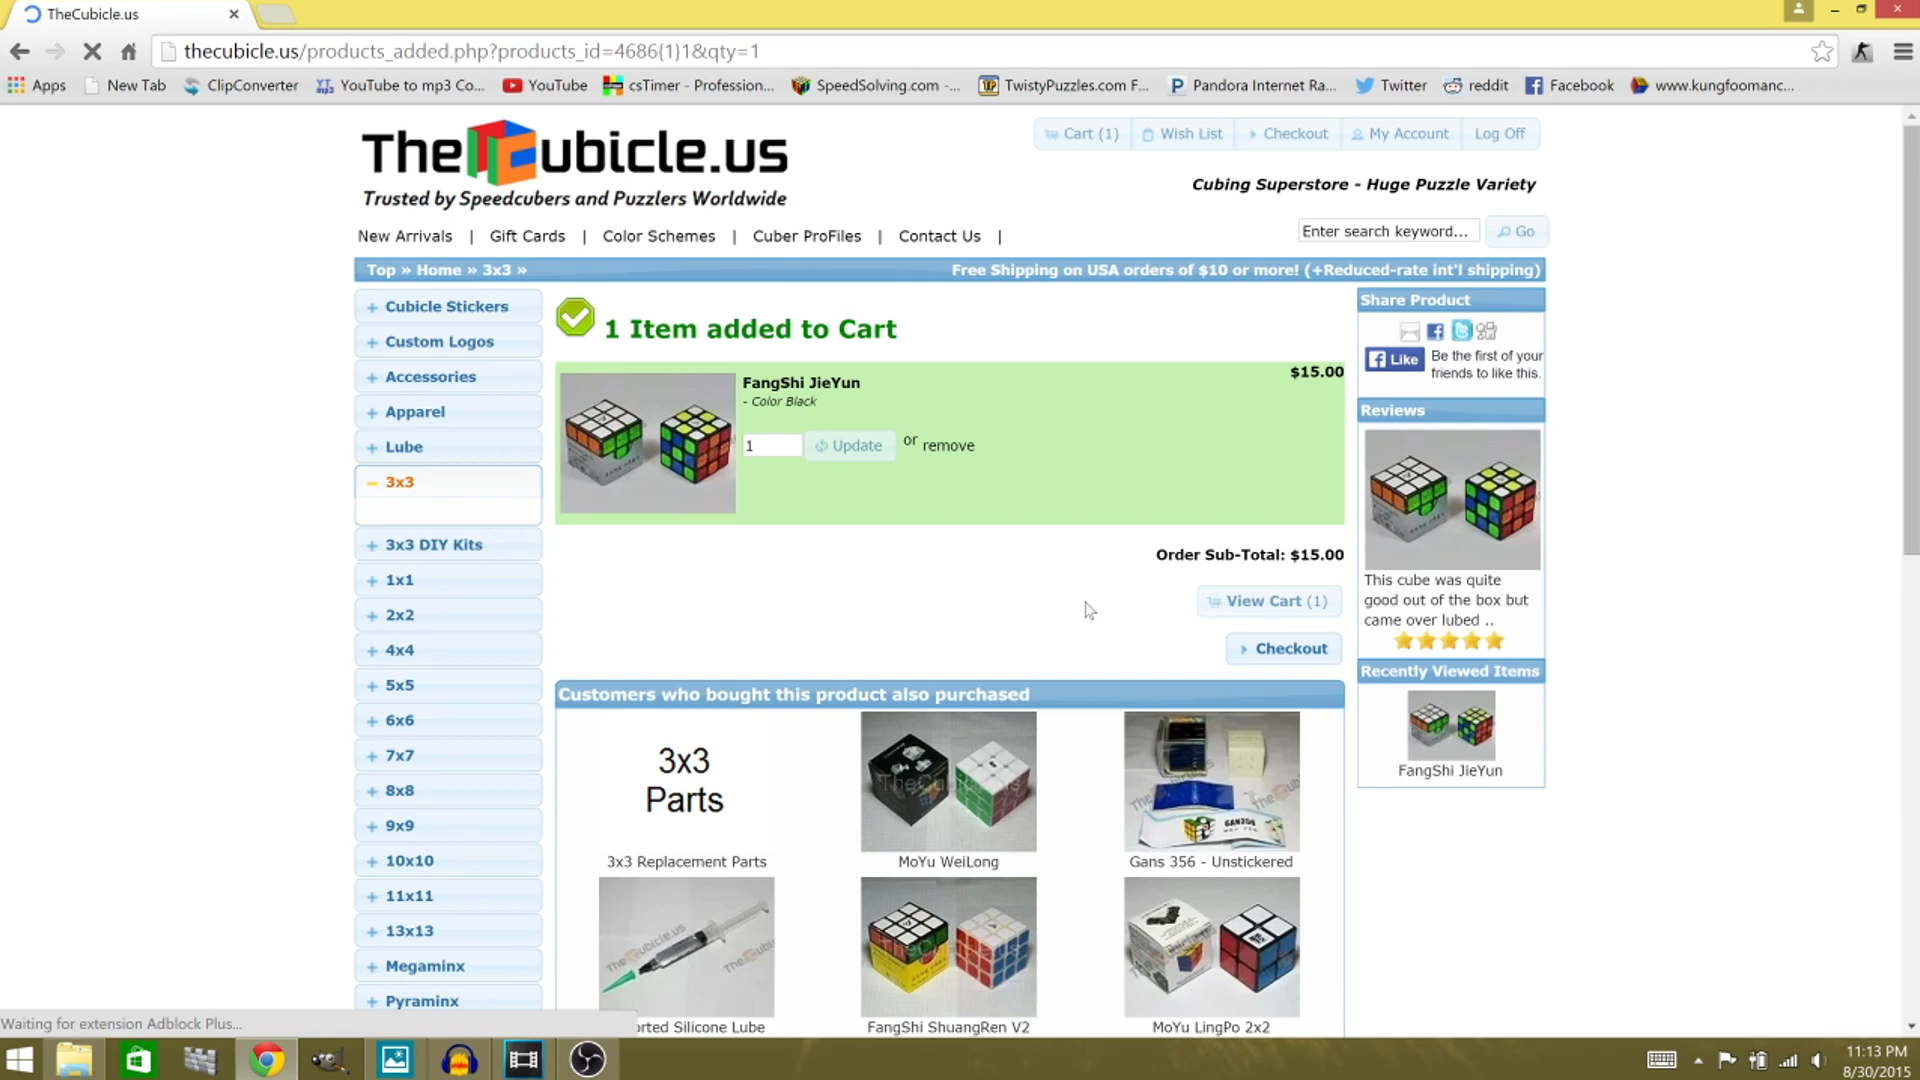 TheCubicle.us
thecubicle.us/products_added.php?products_id=4686{1}1&qty=1
Apps
New Tab
ClipConverter
YouTube to mp3 Co...
YouTube
csTimer - Profession...
SpeedSolving.com -...
TwistyPuzzles.com F...
Pandora Internet Ra...
Twitter
reddit
Facebook
www.kungfoomanc...
TheCubicle.us
Trusted by Speedcubers and Puzzlers Worldwide
Cart (1)
Wish List
Checkout
My Account
Log Off
Cubing Superstore - Huge Puzzle Variety
New Arrivals | Gift Cards | Color Schemes | Cuber ProFiles | Contact Us |
Enter search keyword...
Go
Top » Home » 3x3 »
Free Shipping on USA orders of $10 or more! (+Reduced-rate int'l shipping)
+ Cubicle Stickers
+ Custom Logos
+ Accessories
+ Apparel
+ Lube
– 3x3
+ 3x3 DIY Kits
+ 1x1
+ 2x2
+ 4x4
+ 5x5
+ 6x6
+ 7x7
+ 8x8
+ 9x9
+ 10x10
+ 11x11
+ 13x13
+ Megaminx
+ Pyraminx
1 Item added to Cart
FangShi JieYun
- Color Black
$15.00
1
Update
or
remove
Order Sub-Total: $15.00
View Cart (1)
Checkout
Customers who bought this product also purchased
3x3
Parts
3x3 Replacement Parts
MoYu WeiLong
Gans 356 - Unstickered
orted Silicone Lube
FangShi ShuangRen V2
MoYu LingPo 2x2
Share Product
Like
Be the first of your
friends to like this.
Reviews
This cube was quite
good out of the box but
came over lubed ..
Recently Viewed Items
FangShi JieYun
Waiting for extension Adblock Plus...
11:13 PM
8/30/2015